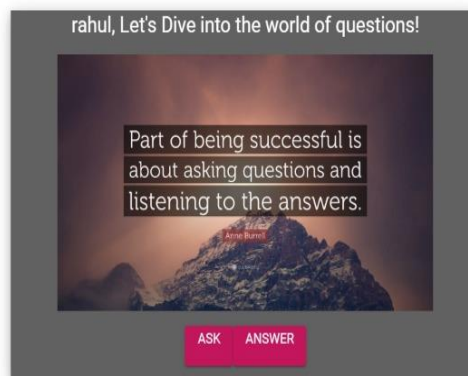 rahul, Let's Dive into the world of questions!
Part of being successful is
about asking questions and
listening to the answers.
Anne Burrell
ASK ANSWER